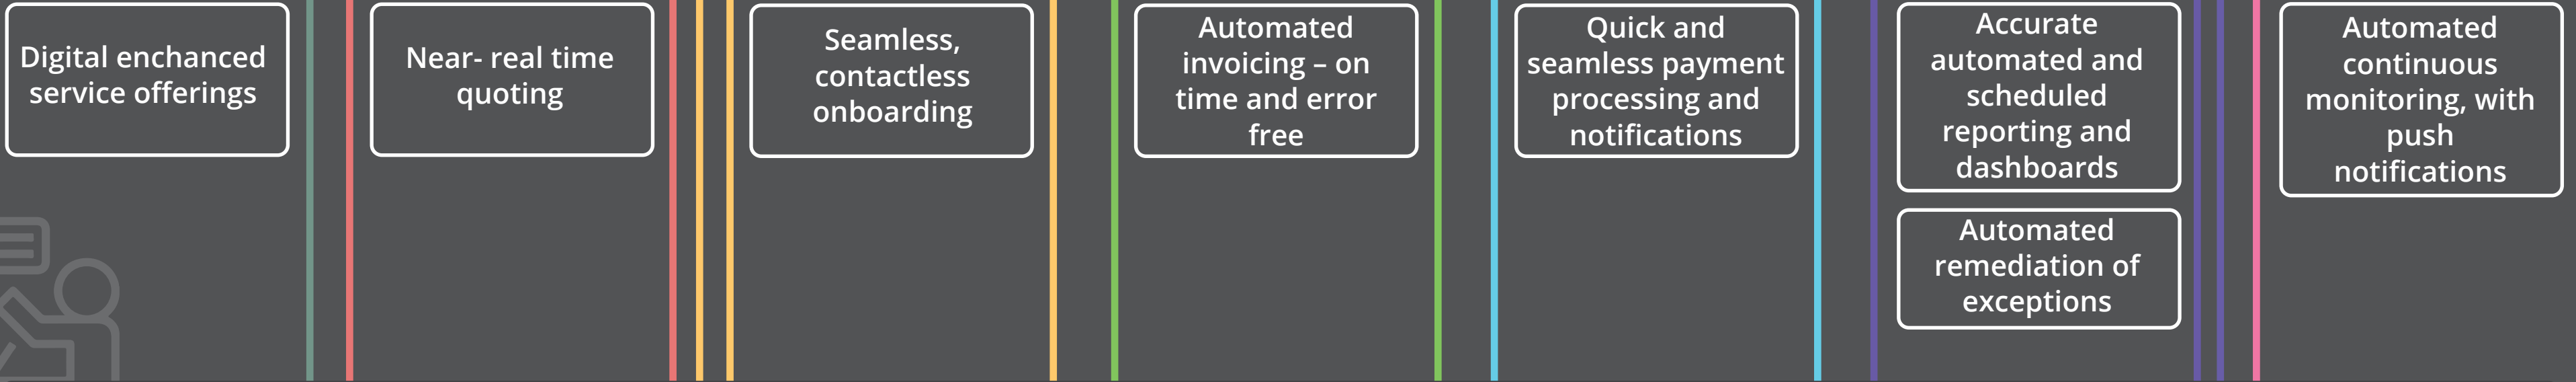 Digital enchanced
service offerings
Near- real time
quoting
Seamless,
contactless
onboarding
Automated
invoicing – on
time and error
free
Quick and
seamless payment
processing and
notifications
Accurate
automated and
scheduled
reporting and
dashboards
Automated
remediation of
exceptions
Automated
continuous
monitoring, with
push
notifications